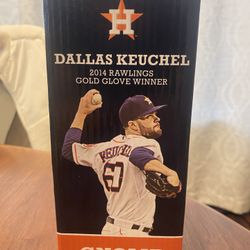 H
DALLAS KEUCHEL
2014 RAWLINGS
GOLD GLOVE WINNER
KEUCHEL
60